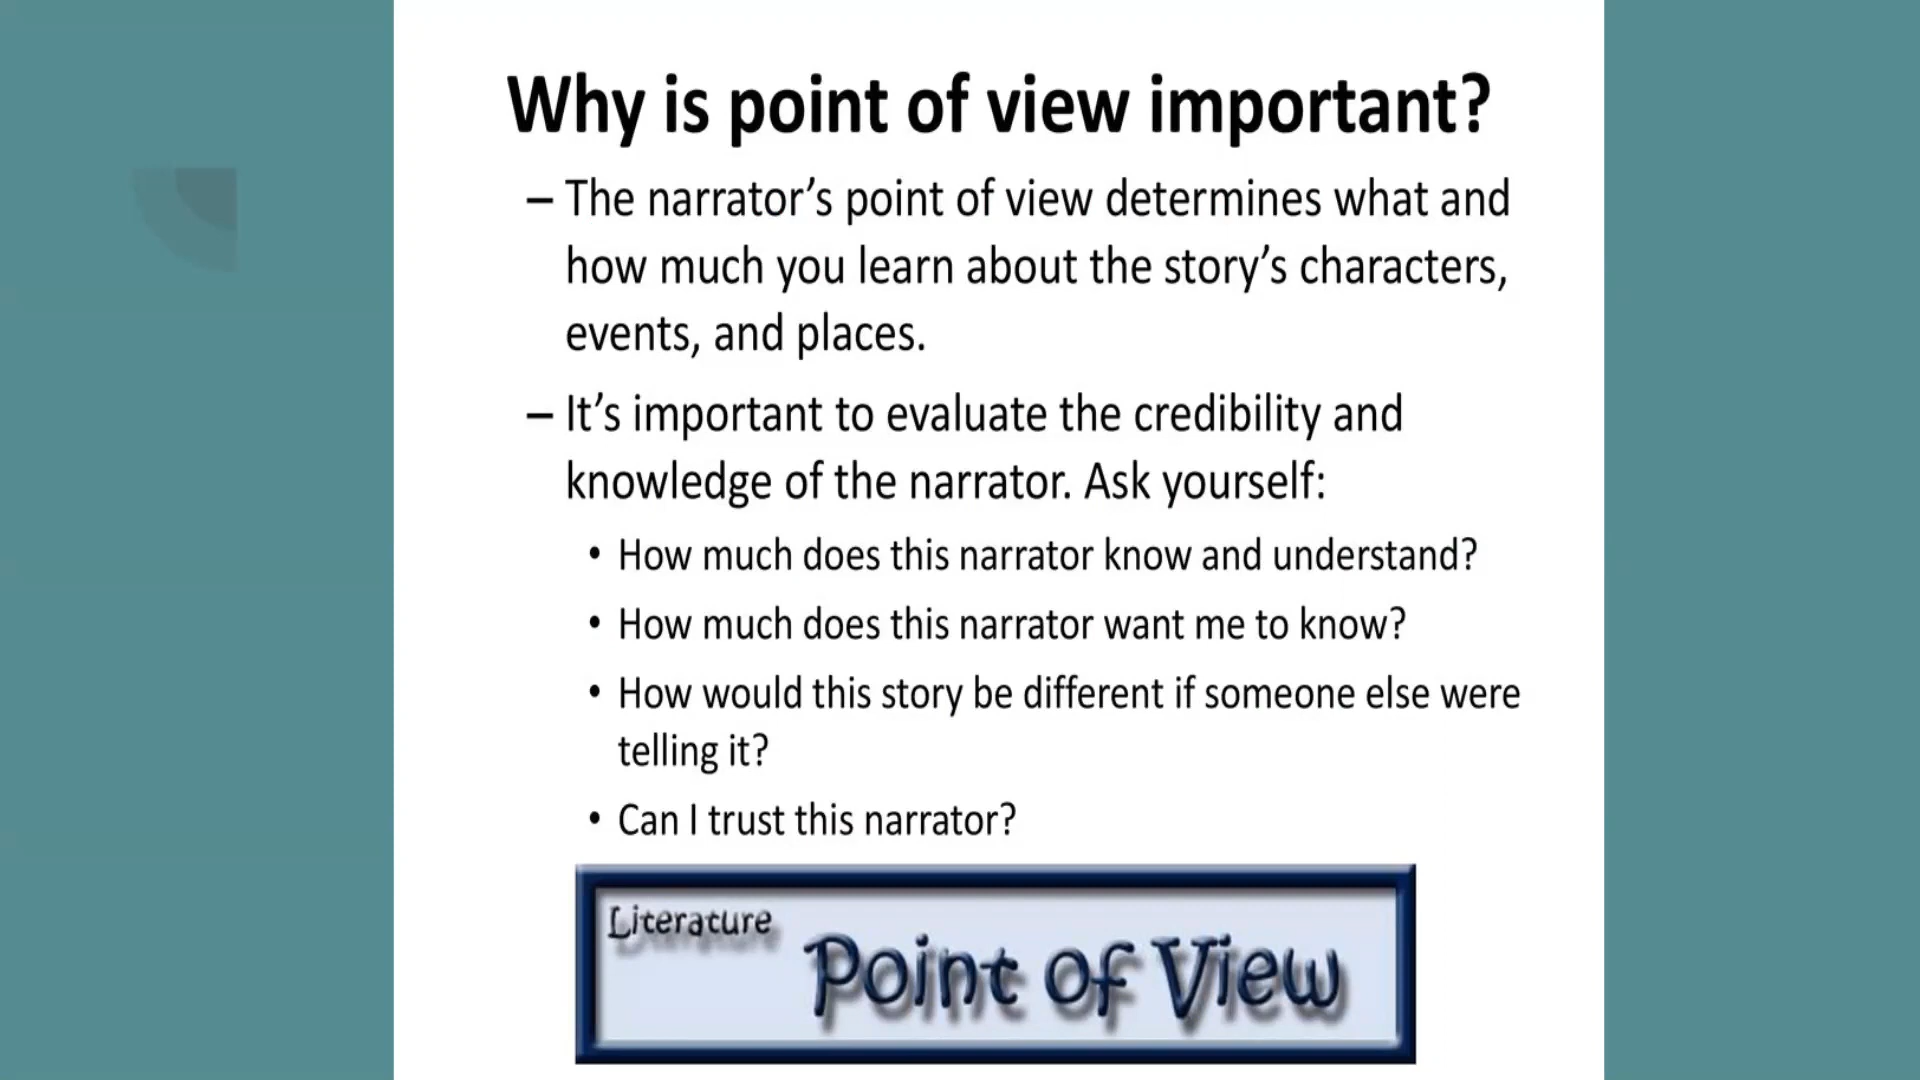 Why is point of view important?
– The narrator’s point of view determines what and
how much you learn about the story’s characters,
events, and places.
– It’s important to evaluate the credibility and
knowledge of the narrator. Ask yourself:
• How much does this narrator know and understand?
• How much does this narrator want me to know?
• How would this story be different if someone else were
telling it?
• Can I trust this narrator?
Literature
Point of View